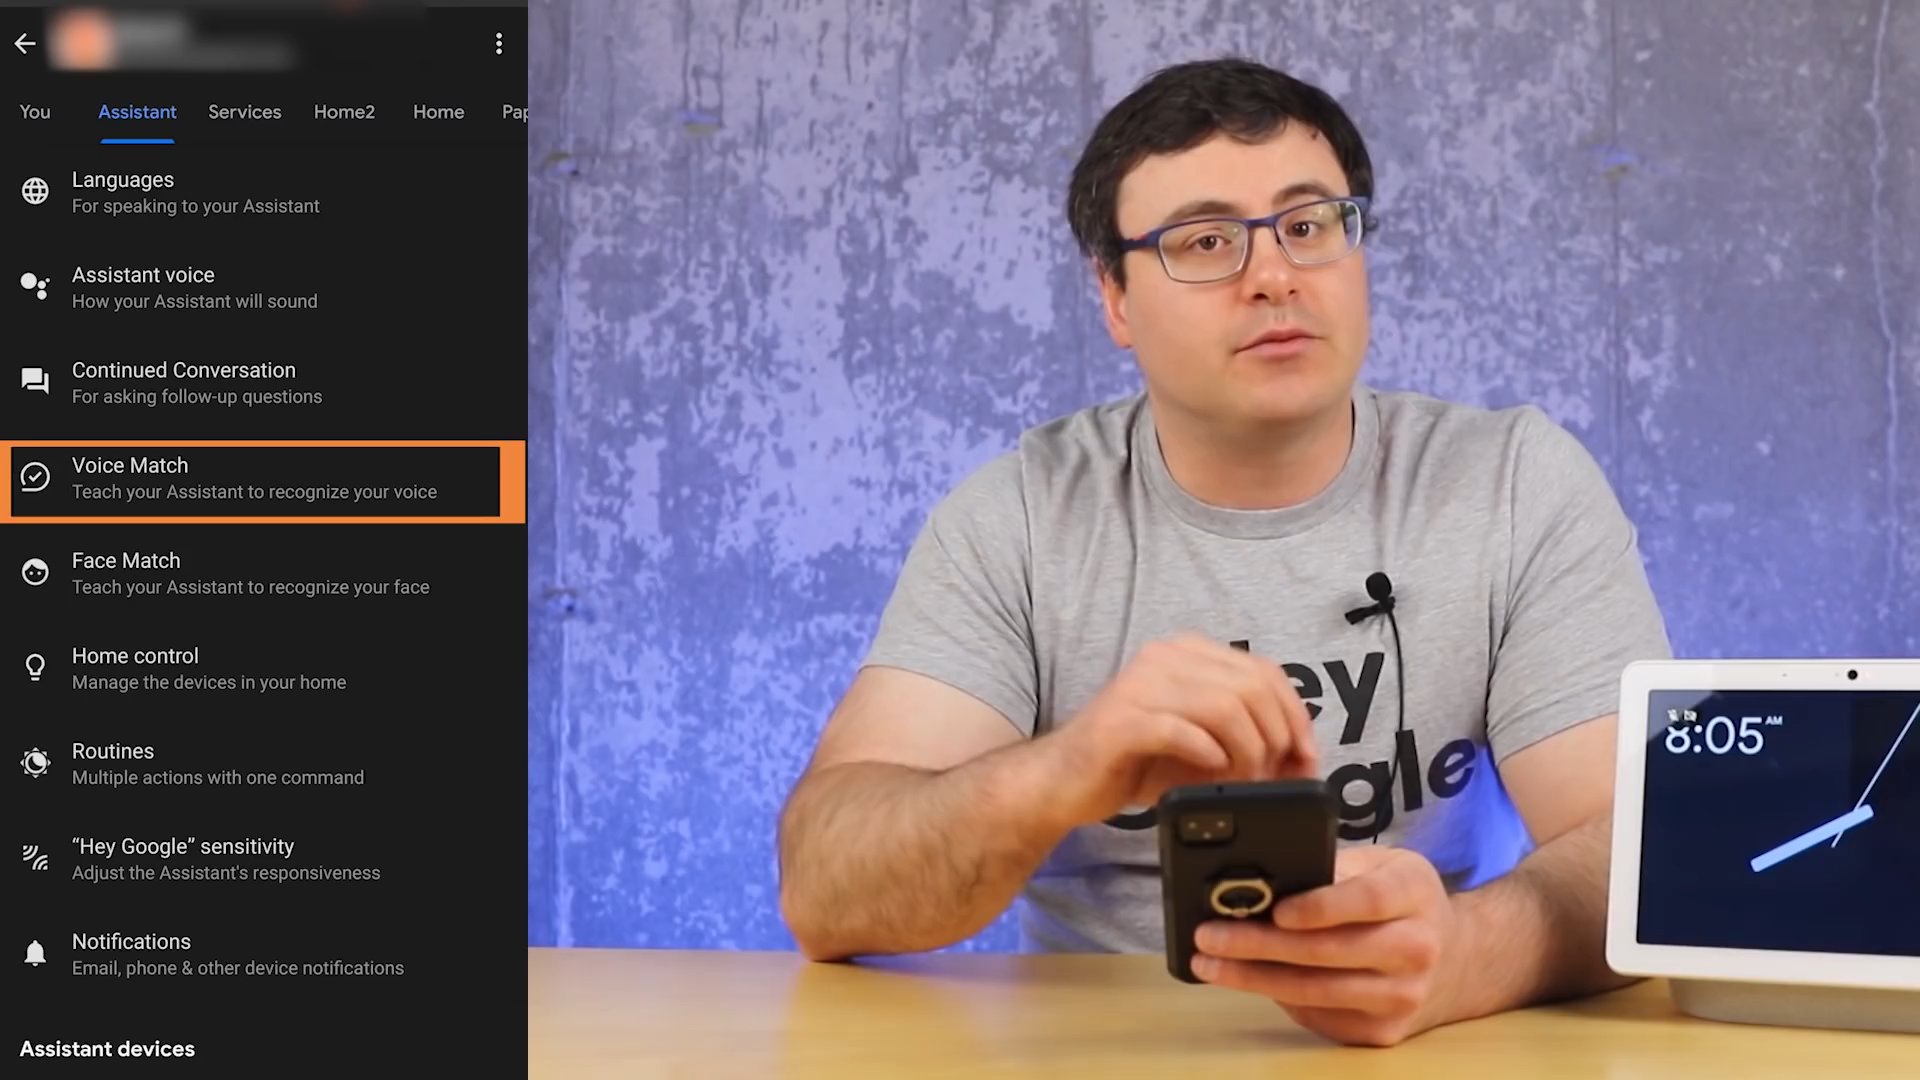 You Assistant Services Home2 Home Pap
Languages
For speaking to your Assistant
Assistant voice
How your Assistant will sound
Continued Conversation
For asking follow-up questions
Voice Match
Teach your Assistant to recognize your voice
Face Match
Teach your Assistant to recognize your face
Home control
Manage the devices in your home
Routines
Multiple actions with one command
“Hey Google” sensitivity
Adjust the Assistant's responsiveness
Notifications
Email, phone & other device notifications
Assistant devices
ey
gle
8:05 AM